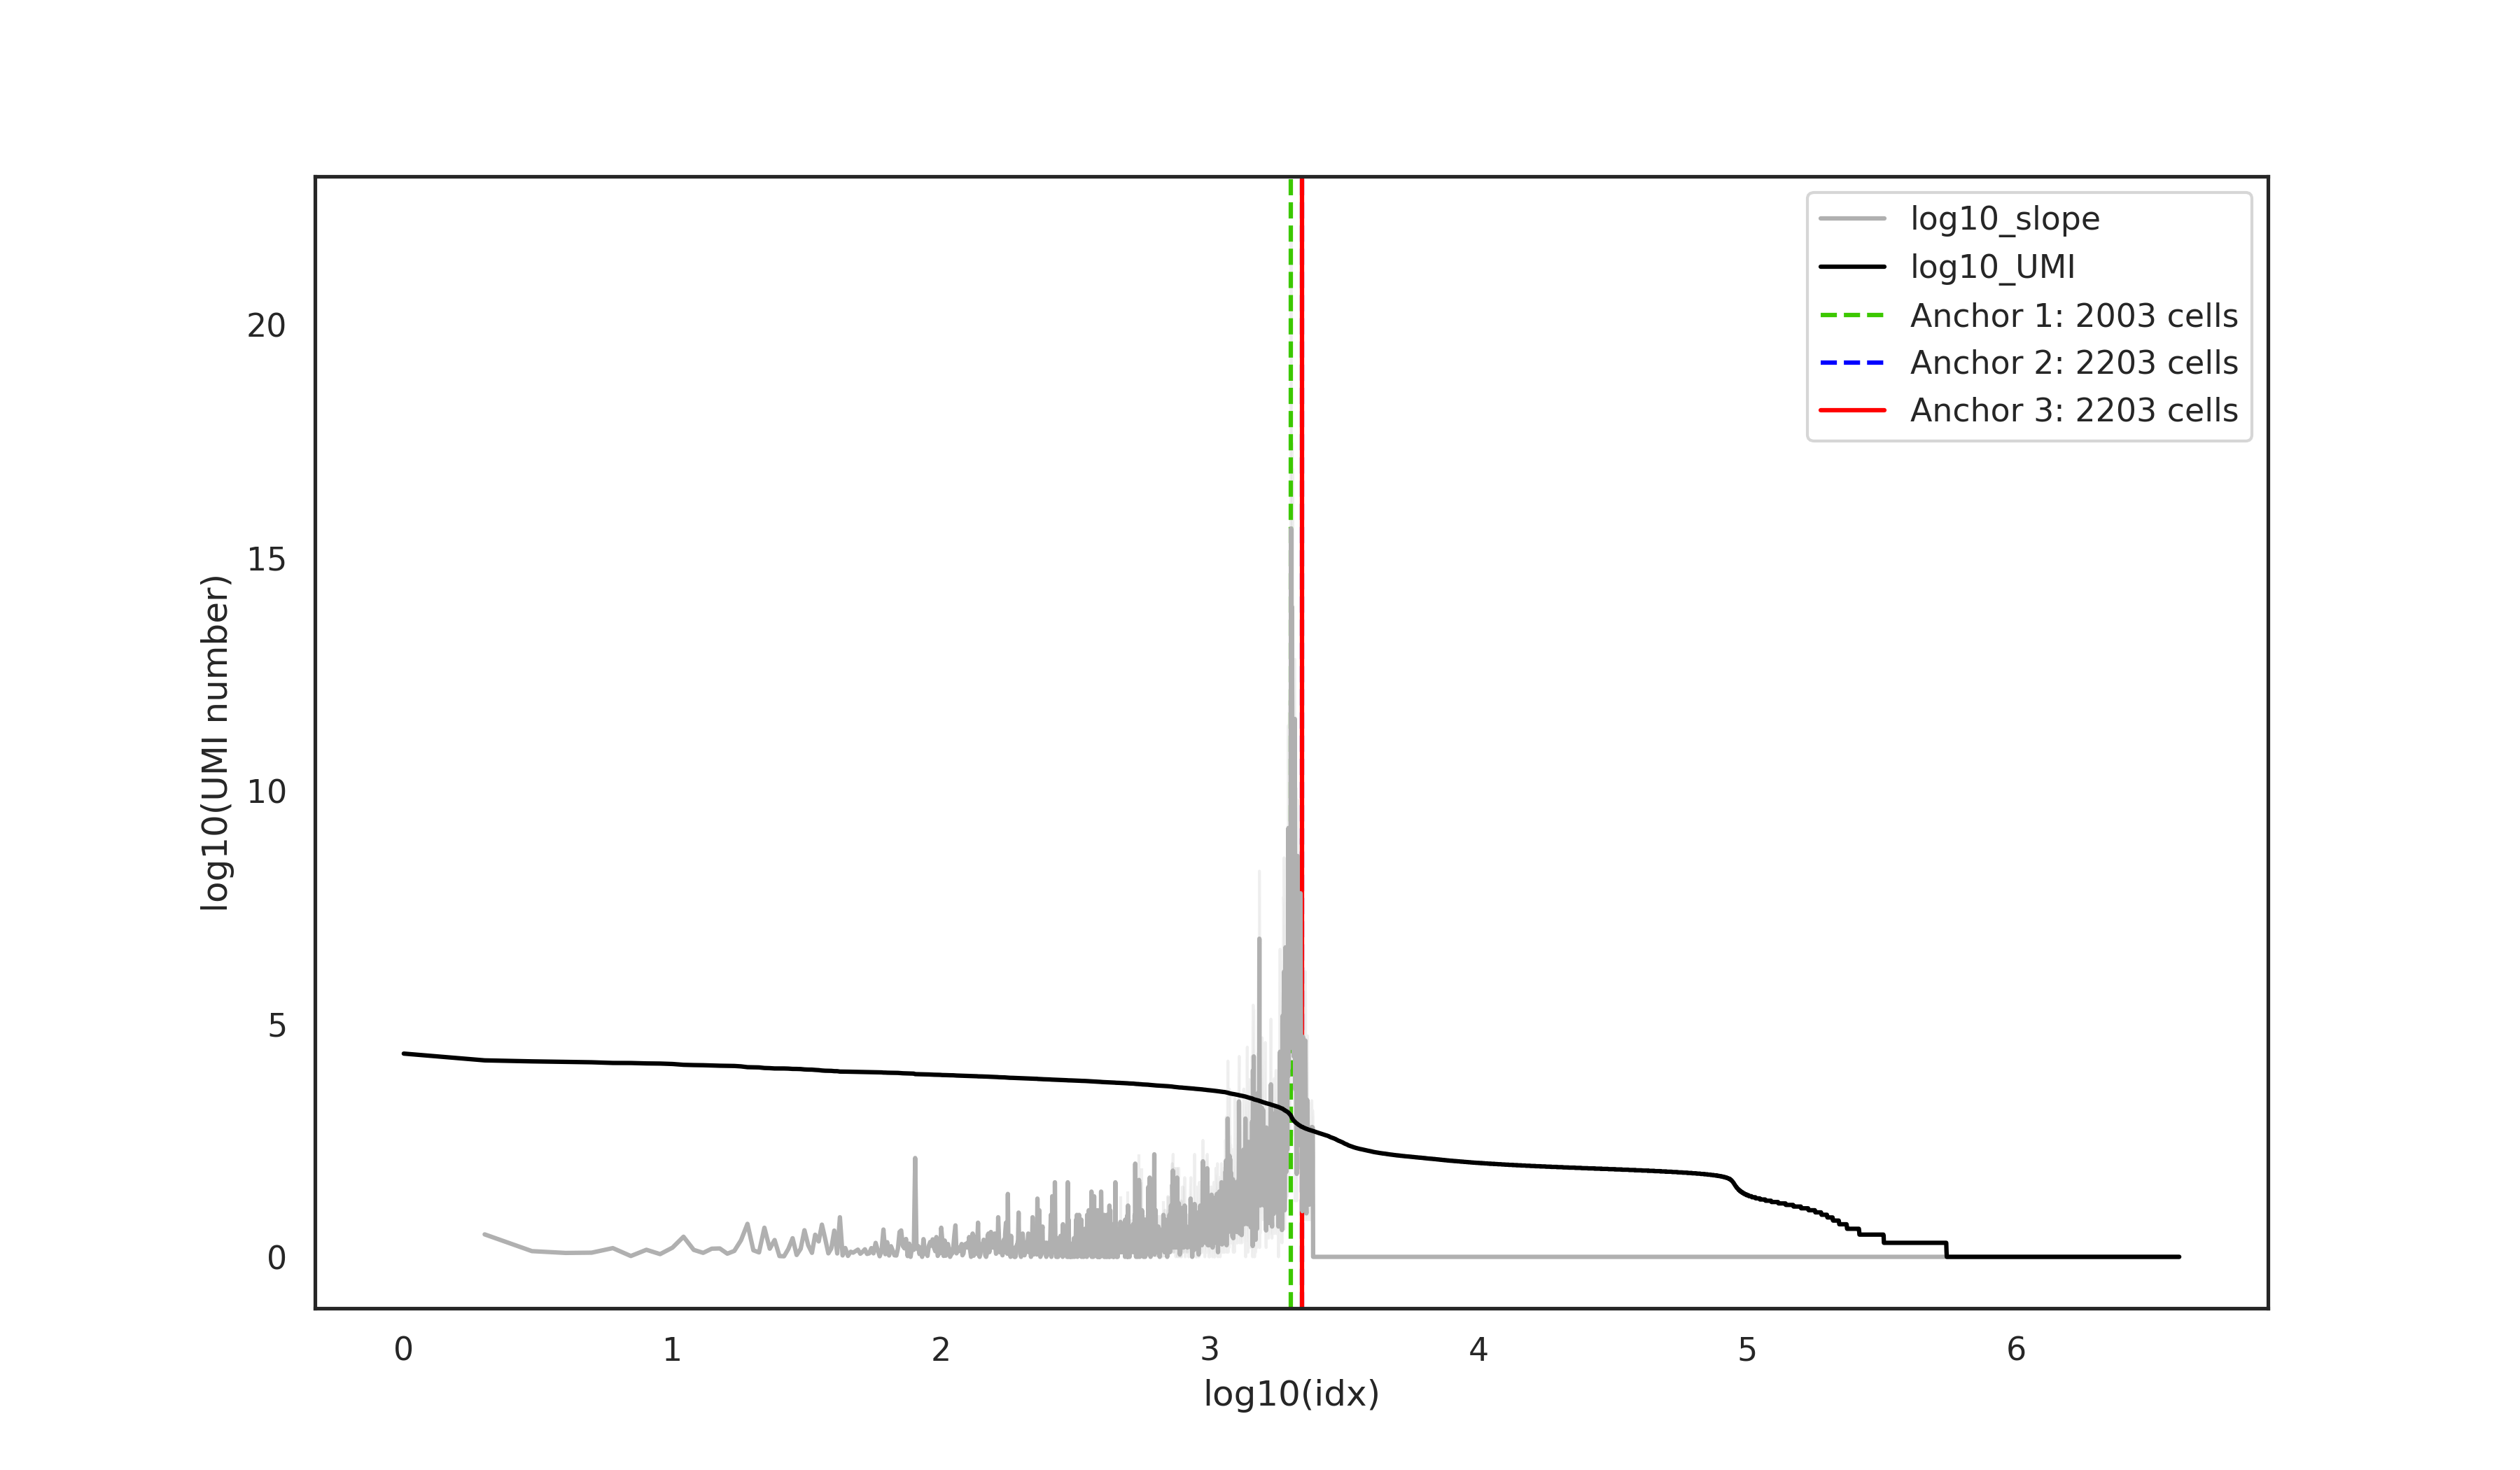 log10_slope
log10_UMI
Anchor 1: 2003 cells
Anchor 2: 2203 cells
Anchor 3: 2203 cells
20
15
10
5
0
log10(UMI number)
0 1 2 3 4 5 6
log10(idx)